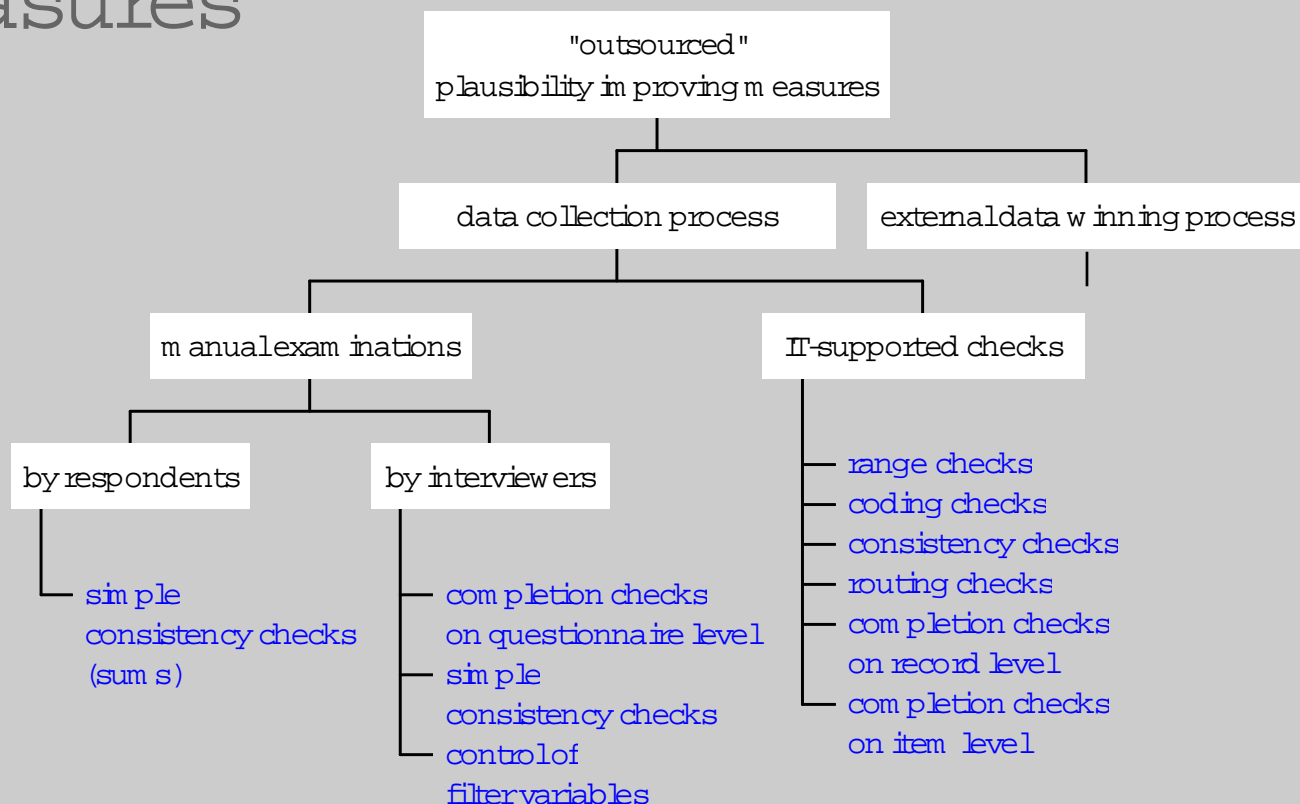 asures
"outsourced"
plausibility improving measures
data collection process
external data winning process
manual examinations
IT-supported checks
by respondents
by interviewers
simple
consistency checks
(sums)
completion checks
on questionnaire level
simple
consistency checks
control of
filter variables
range checks
coding checks
consistency checks
routing checks
completion checks
on record level
completion checks
on item level